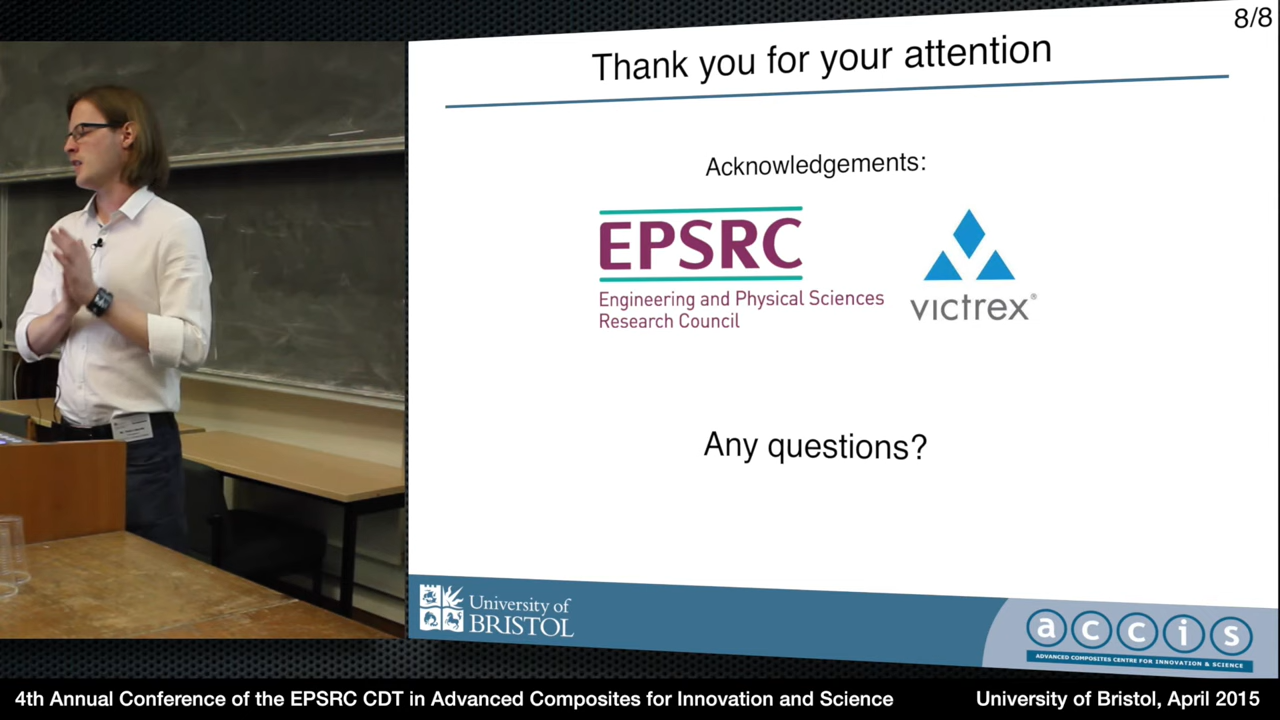 8/8
Thank you for your attention
Acknowledgements:
EPSRC
Engineering and Physical Sciences
Research Council
victrex®
Any questions?
University of
BRISTOL
accis
ADVANCED COMPOSITES CENTRE FOR INNOVATION & SCIENCE
4th Annual Conference of the EPSRC CDT in Advanced Composites for Innovation and Science
University of Bristol, April 2015